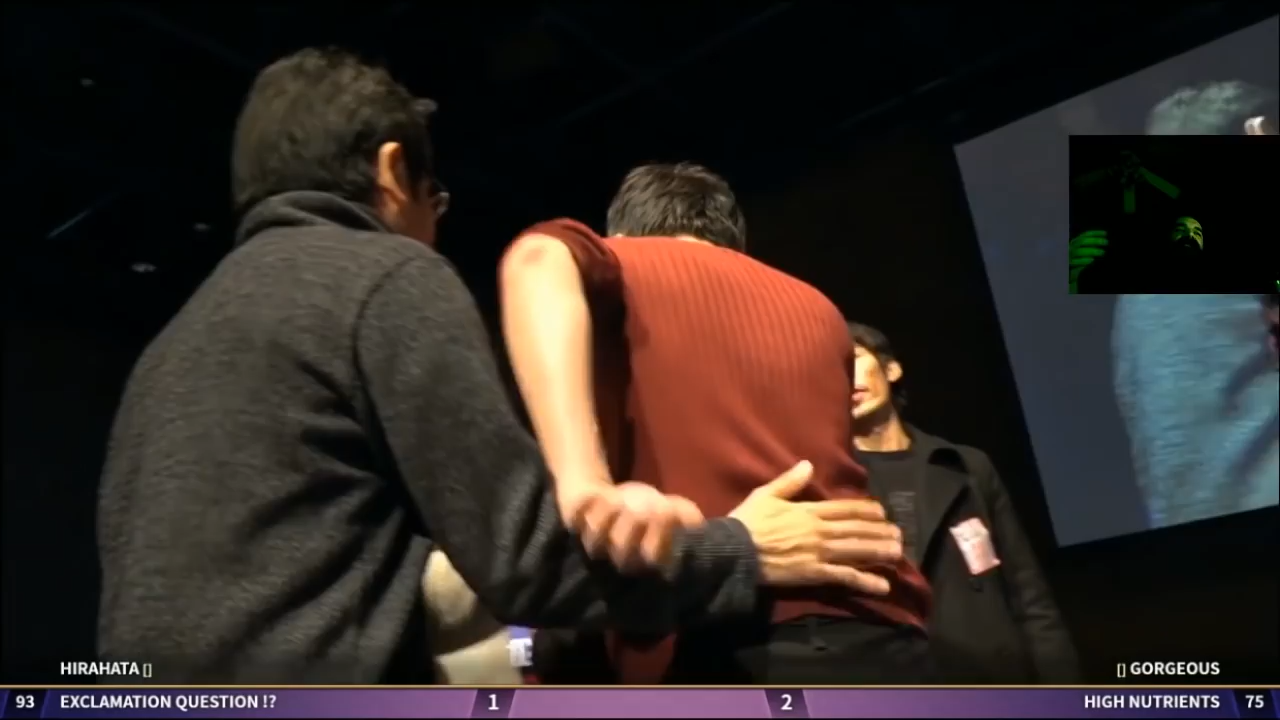 HIRAHATA [] [] GORGEOUS
93 EXCLAMATION QUESTION !? 1 2 HIGH NUTRIENTS 75